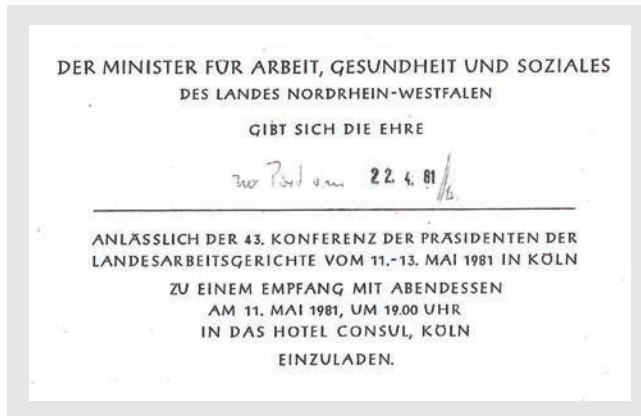 DER MINISTER FÜR ARBEIT, GESUNDHEIT UND SOZIALES
DES LANDES NORDRHEIN-WESTFALEN
GIBT SICH DIE EHRE
22. 4. 81
ANLÄSSLICH DER 43. KONFERENZ DER PRÄSIDENTEN DER
LANDESARBEITSGERICHTE VOM 11.-13. MAI 1981 IN KÖLN
ZU EINEM EMPFANG MIT ABENDESSEN
AM 11. MAI 1981, UM 19.00 UHR
IN DAS HOTEL CONSUL, KÖLN
EINZULADEN.